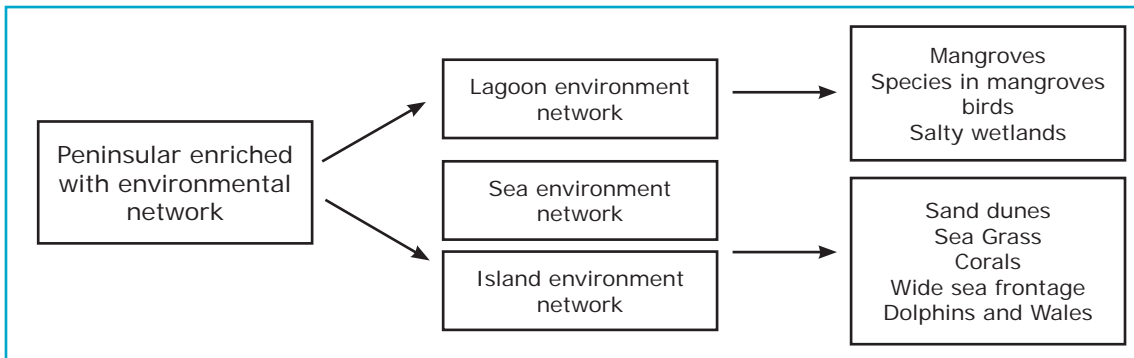 Peninsular enriched
with environmental
network
Lagoon environment
network
Sea environment
network
Island environment
network
Mangroves
Species in mangroves
birds
Salty wetlands
Sand dunes
Sea Grass
Corals
Wide sea frontage
Dolphins and Wales